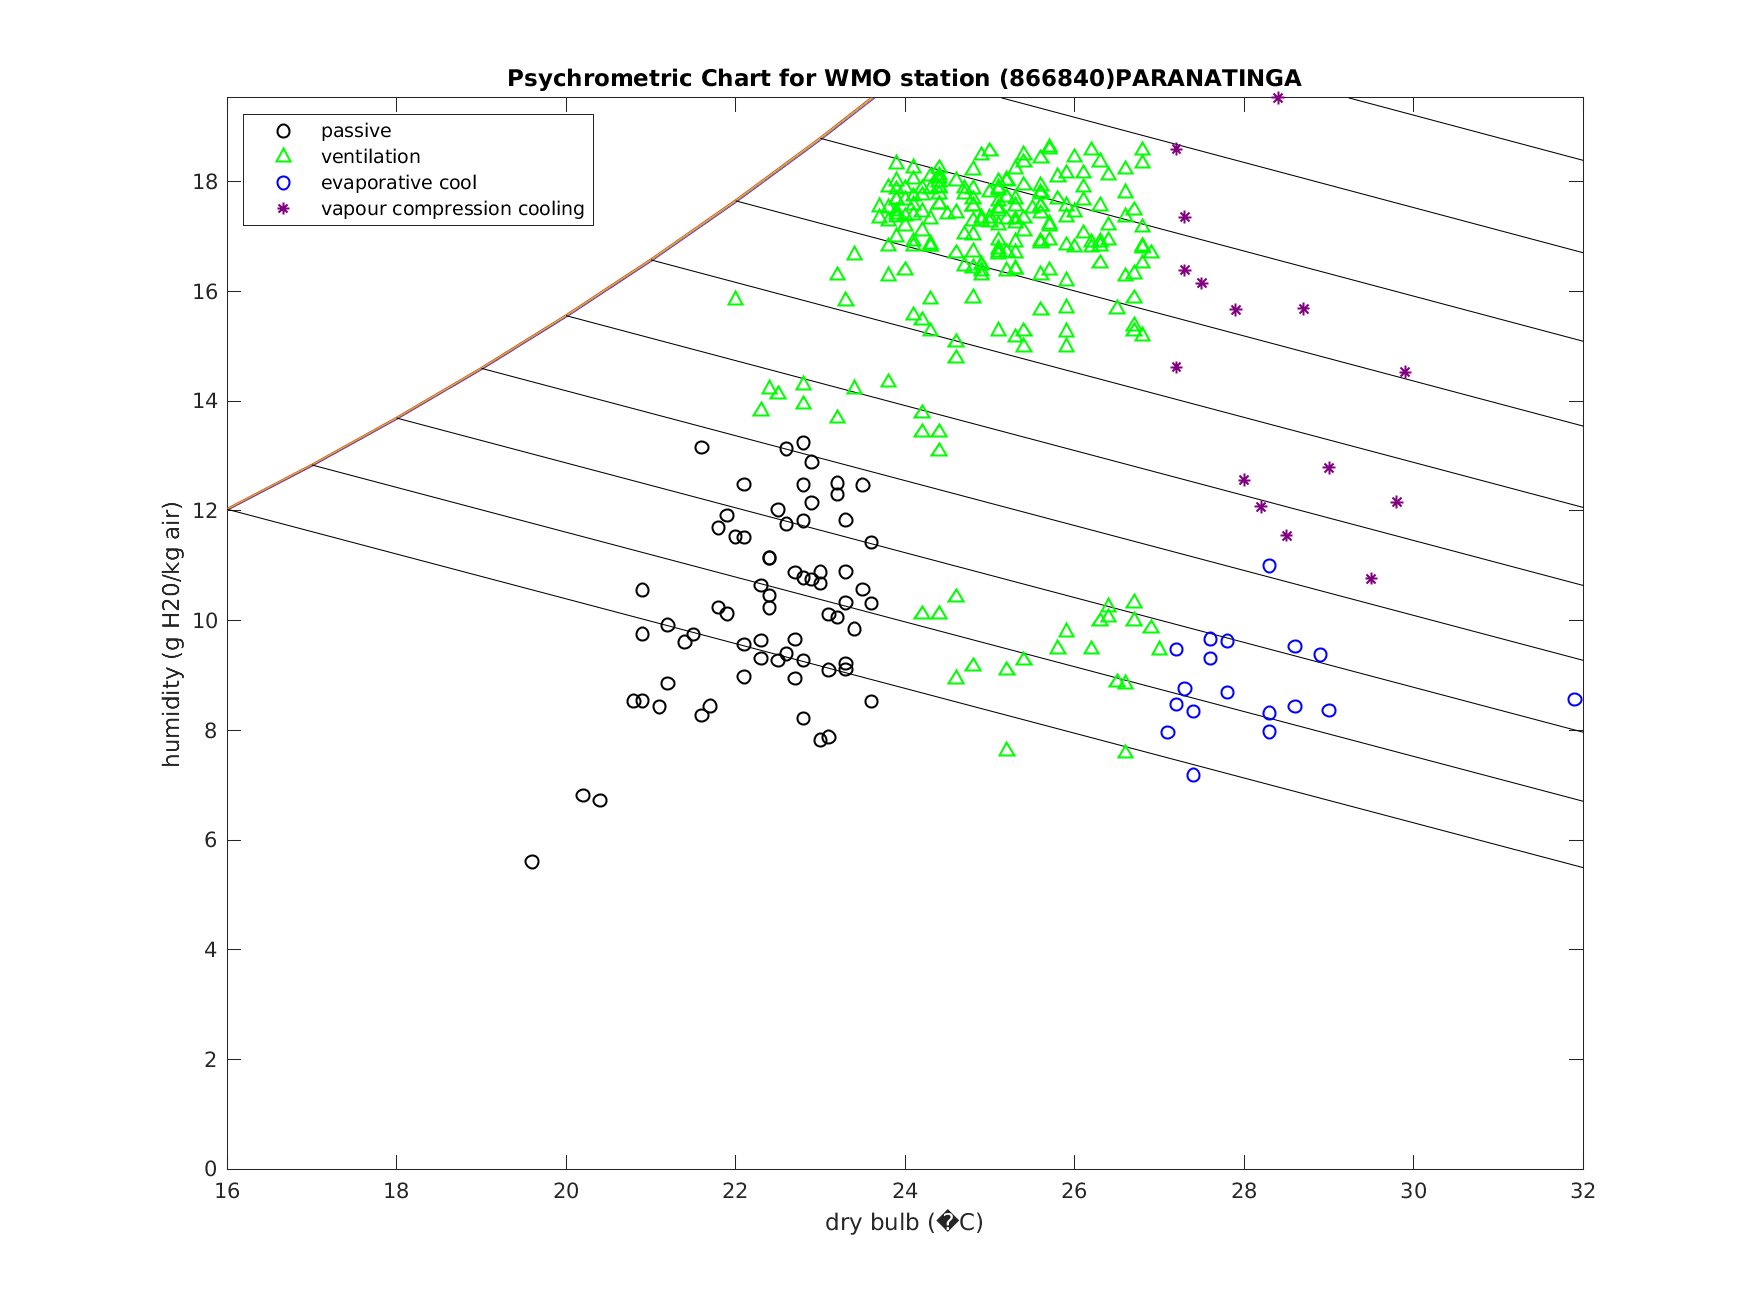 Psychrometric Chart for WMO station (866840)PARANATINGA
passive
ventilation
evaporative cool
vapour compression cooling
humidity (g H20/kg air)
18
16
14
12
10
8
6
4
2
0
16 18 20 22 24 26 28 30 32
dry bulb (�C)